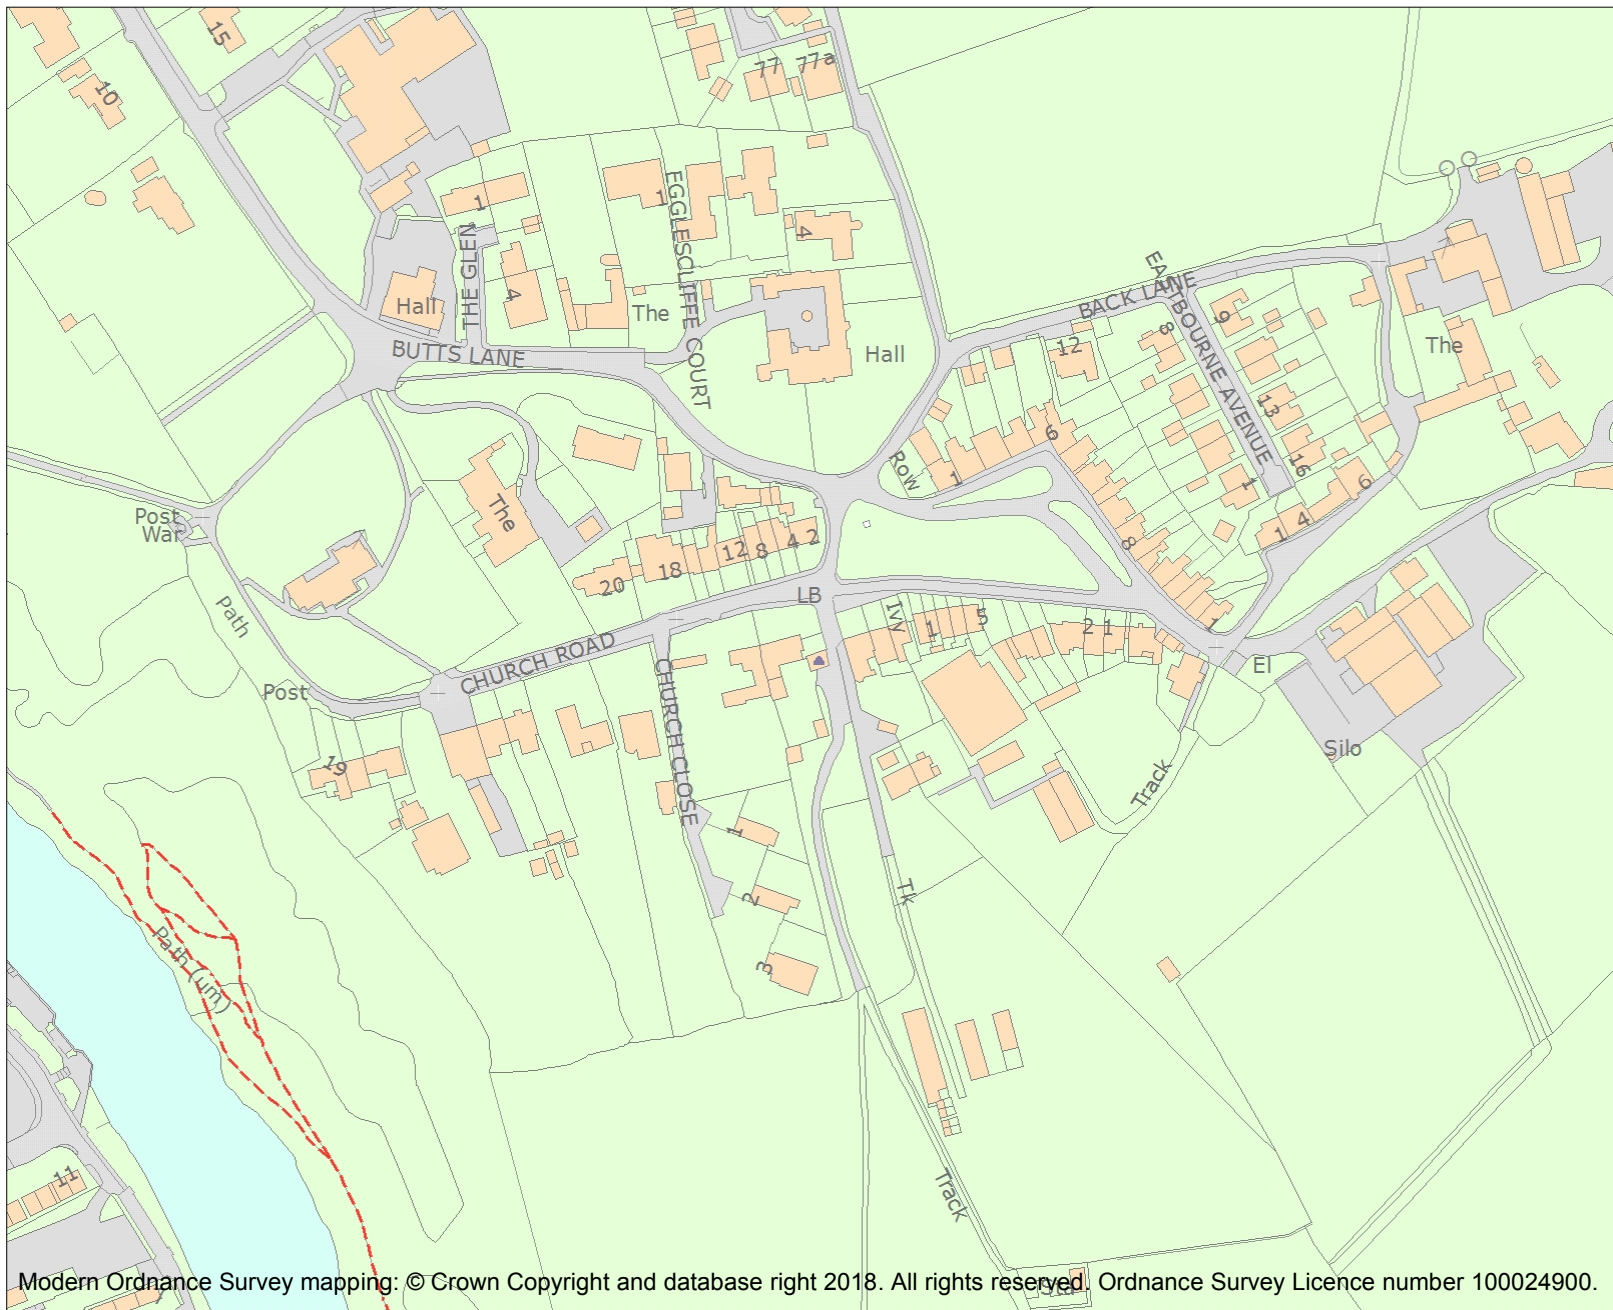 15
10
77
77a
1
1
EGGLESCLIFFE COURT
4
THE GLEN
4
Hall
The
BUTTS LANE
Hall
BACK LANE
EASTBOURNE AVENUE
8
9
12
The
13
6
Row
1
16
1
6
The
Post
War
12
8
4
2
1
4
8
18
20
LB
Path
Ivy
1
5
2
1
1
CHURCH ROAD
El
Post
CHURCH CLOSE
19
Silo
Track
1
2
Tk
Path (um)
3
11
Track
Sta
Modern Ordnance Survey mapping: © Crown Copyright and database right 2018. All rights reserved. Ordnance Survey Licence number 100024900.